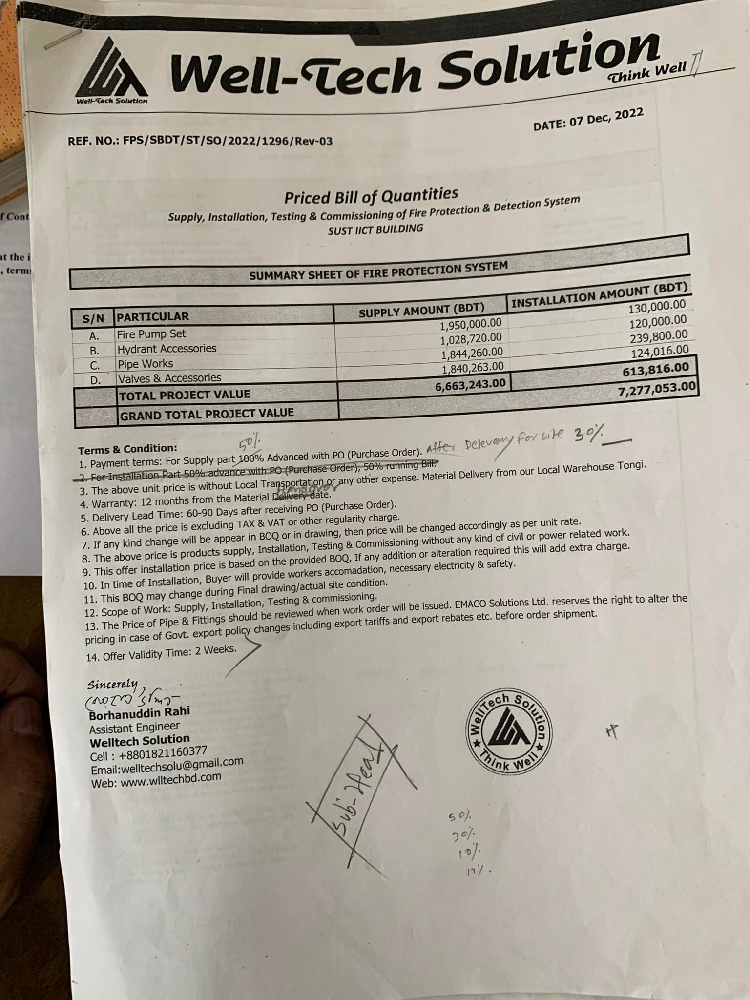 Well-Tech Solution
Well-Tech Solution
Think Well
DATE: 07 Dec, 2022
REF. NO.: FPS/SBDT/ST/SO/2022/1296/Rev-03
f Cont
at the i
, terms
Priced Bill of Quantities
Supply, Installation, Testing & Commissioning of Fire Protection & Detection System
SUST IICT BUILDING
SUMMARY SHEET OF FIRE PROTECTION SYSTEM
S/N PARTICULAR SUPPLY AMOUNT (BDT) INSTALLATION AMOUNT (BDT)
A. Fire Pump Set 1,950,000.00 130,000.00
B. Hydrant Accessories 1,028,720.00 120,000.00
C. Pipe Works 1,844,260.00 239,800.00
D. Valves & Accessories 1,840,263.00 124,016.00
TOTAL PROJECT VALUE 6,663,243.00 613,816.00
GRAND TOTAL PROJECT VALUE 7,277,053.00
50%
Terms & Condition:
1. Payment terms: For Supply part 100% Advanced with PO (Purchase Order). After Delevary for site 30%
2. For Installation Part 50% advance with PO (Purchase Order), 50% running Bill.
3. The above unit price is without Local Transportation or any other expense. Material Delivery from our Local Warehouse Tongi.
Handover
4. Warranty: 12 months from the Material Delivery date.
5. Delivery Lead Time: 60-90 Days after receiving PO (Purchase Order).
6. Above all the price is excluding TAX & VAT or other regularity charge.
7. If any kind change will be appear in BOQ or in drawing, then price will be changed accordingly as per unit rate.
8. The above price is products supply, Installation, Testing & Commissioning without any kind of civil or power related work.
9. This offer installation price is based on the provided BOQ, If any addition or alteration required this will add extra charge.
10. In time of Installation, Buyer will provide workers accomadation, necessary electricity & safety.
11. This BOQ may change during Final drawing/actual site condition.
12. Scope of Work: Supply, Installation, Testing & commissioning.
13. The Price of Pipe & Fittings should be reviewed when work order will be issued. EMACO Solutions Ltd. reserves the right to alter the
pricing in case of Govt. export policy changes including export tariffs and export rebates etc. before order shipment.
14. Offer Validity Time: 2 Weeks.
Sincerely,
Borhanuddin Rahi
Assistant Engineer
Welltech Solution
Cell : +8801821160377
Email:welltechsolu@gmail.com
Web: www.wlltechbd.com
WellTech Solution
Think Well
Sub-Head
50%
30%
10%
10%.